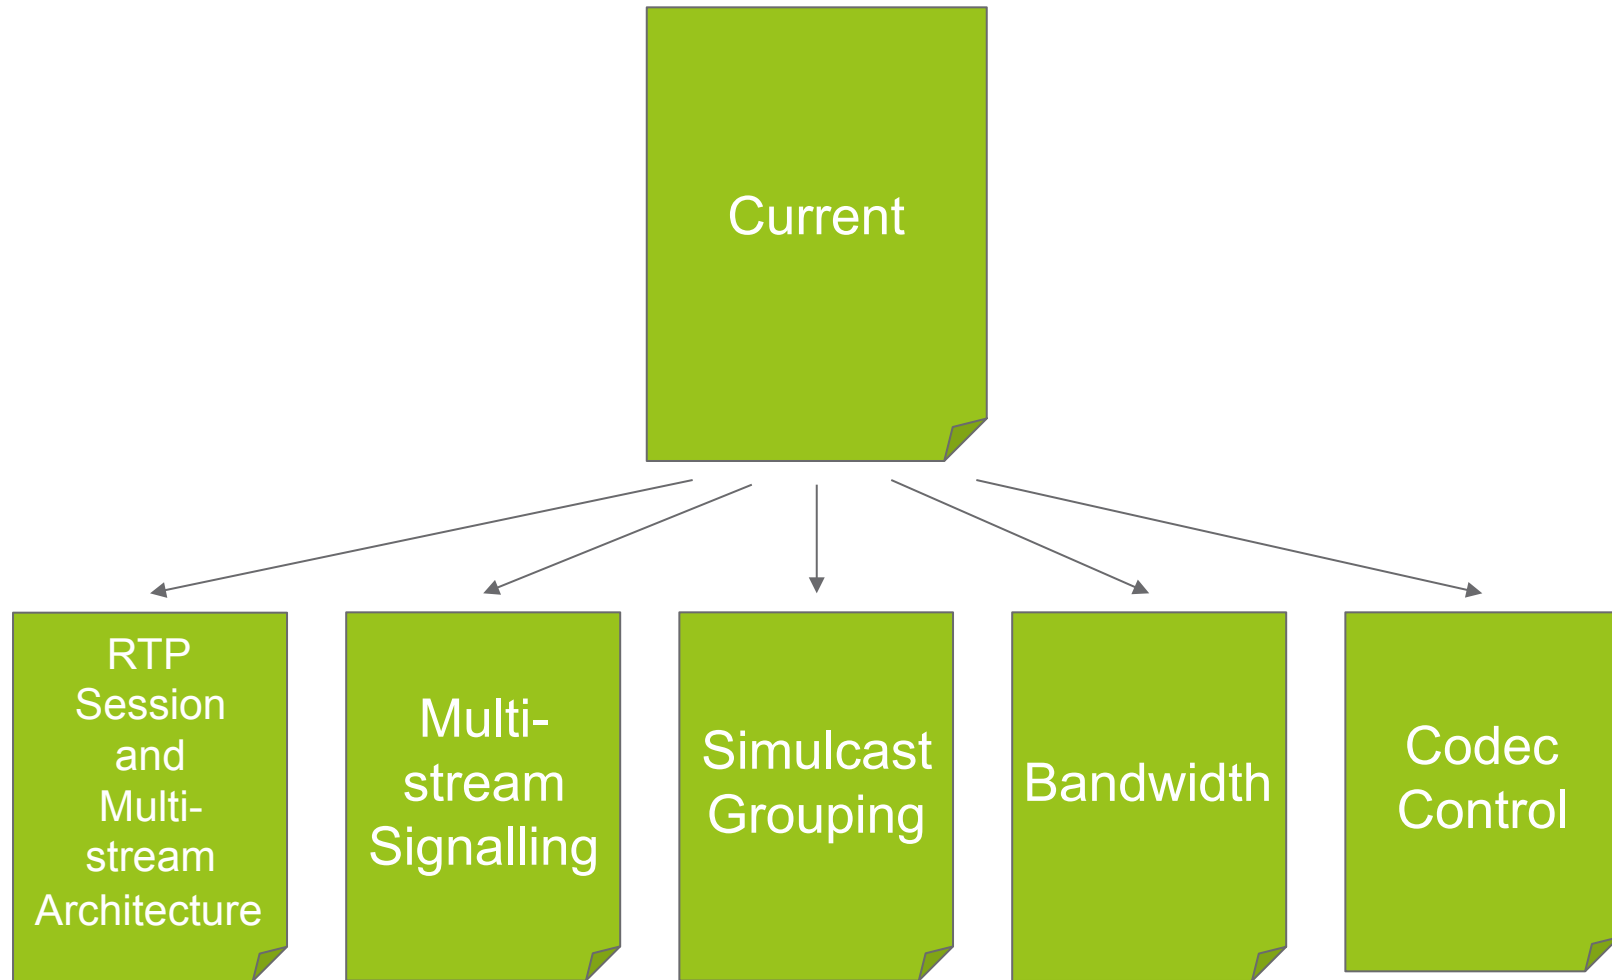 Current
RTP
Session
and
Multi-
stream
Architecture
Multi-
stream
Signalling
Simulcast
Grouping
Bandwidth
Codec
Control